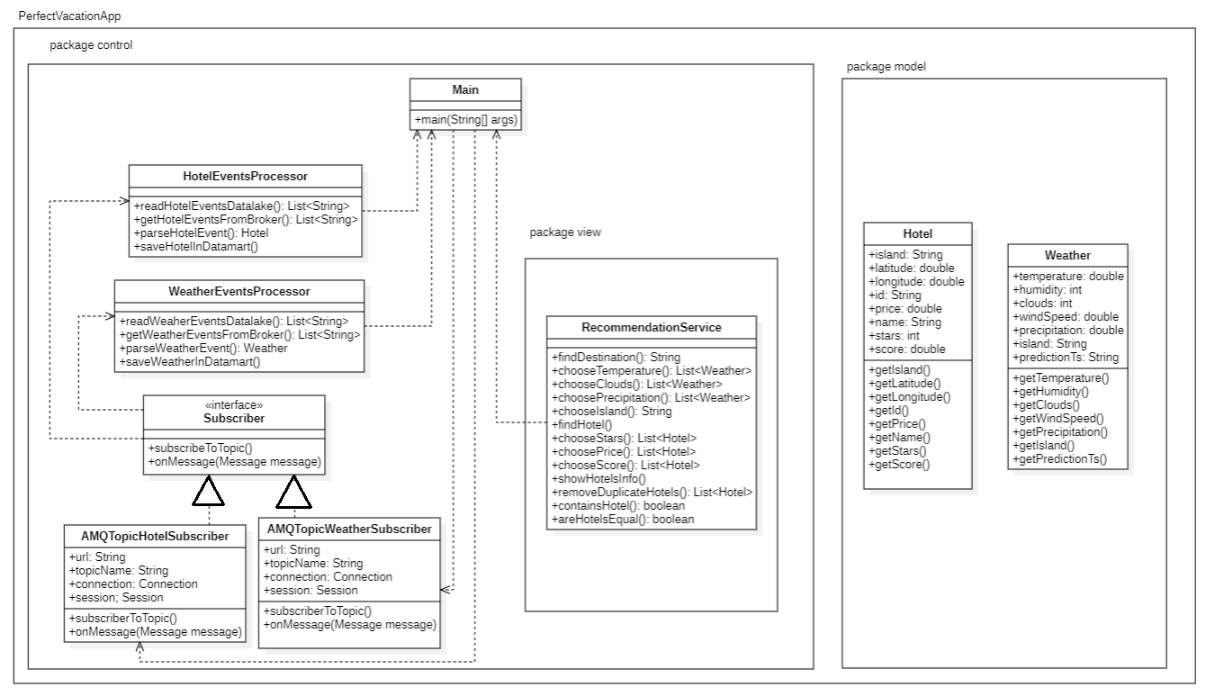 PerfectVacationApp
package control
Main
+main(String[] args)
HotelEventsProcessor
+readHotelEventsDatalake(): List<String>
+getHotelEventsFromBroker(): List<String>
+parseHotelEvent(): Hotel
+saveHotelInDatamart()
WeatherEventsProcessor
+readWeaherEventsDatalake(): List<String>
+getWeatherEventsFromBroker(): List<String>
+parseWeatherEvent(): Weather
+saveWeatherInDatamart()
«interface»
Subscriber
+subscribeToTopic()
+onMessage(Message message)
AMQTopicHotelSubscriber
+url: String
+topicName: String
+connection: Connection
+session; Session
+subscriberToTopic()
+onMessage(Message message)
AMQTopicWeatherSubscriber
+url: String
+topicName: String
+connection: Connection
+session: Session
+subscriberToTopic()
+onMessage(Message message)
package view
RecommendationService
+findDestination(): String
+chooseTemperature(): List<Weather>
+chooseClouds(): List<Weather>
+choosePrecipitation(): List<Weather>
+chooseIsland(): String
+findHotel()
+chooseStars(): List<Hotel>
+choosePrice(): List<Hotel>
+chooseScore(): List<Hotel>
+showHotelsInfo()
+removeDuplicateHotels(): List<Hotel>
+containsHotel(): boolean
+areHotelsEqual(): boolean
package model
Hotel
+island: String
+latitude: double
+longitude: double
+id: String
+price: double
+name: String
+stars: int
+score: double
+getIsland()
+getLatitude()
+getLongitude()
+getId()
+getPrice()
+getName()
+getStars()
+getScore()
Weather
+temperature: double
+humidity: int
+clouds: int
+windSpeed: double
+precipitation: double
+island: String
+predictionTs: String
+getTemperature()
+getHumidity()
+getClouds()
+getWindSpeed()
+getPrecipitation()
+getIsland()
+getPredictionTs()